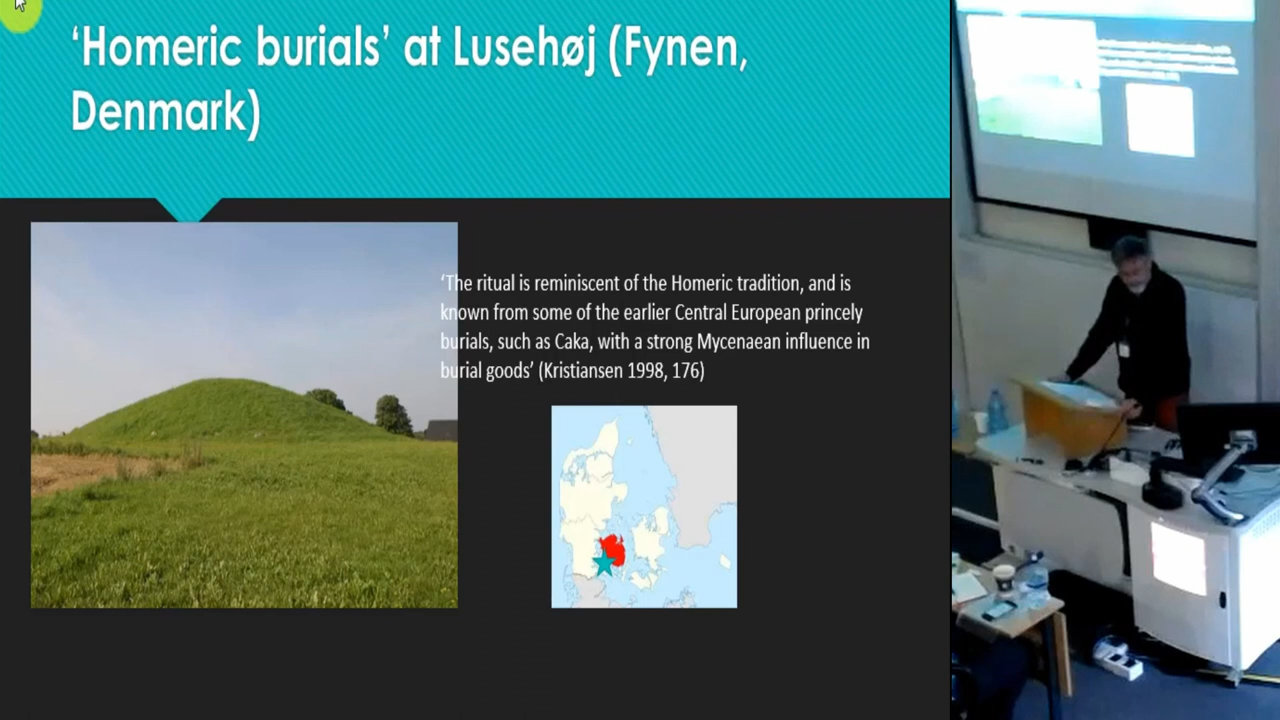 ‘Homeric burials’ at Lusehøj (Fynen,
Denmark)
‘The ritual is reminiscent of the Homeric tradition, and is
known from some of the earlier Central European princely
burials, such as Caka, with a strong Mycenaean influence in
burial goods’ (Kristiansen 1998, 176)